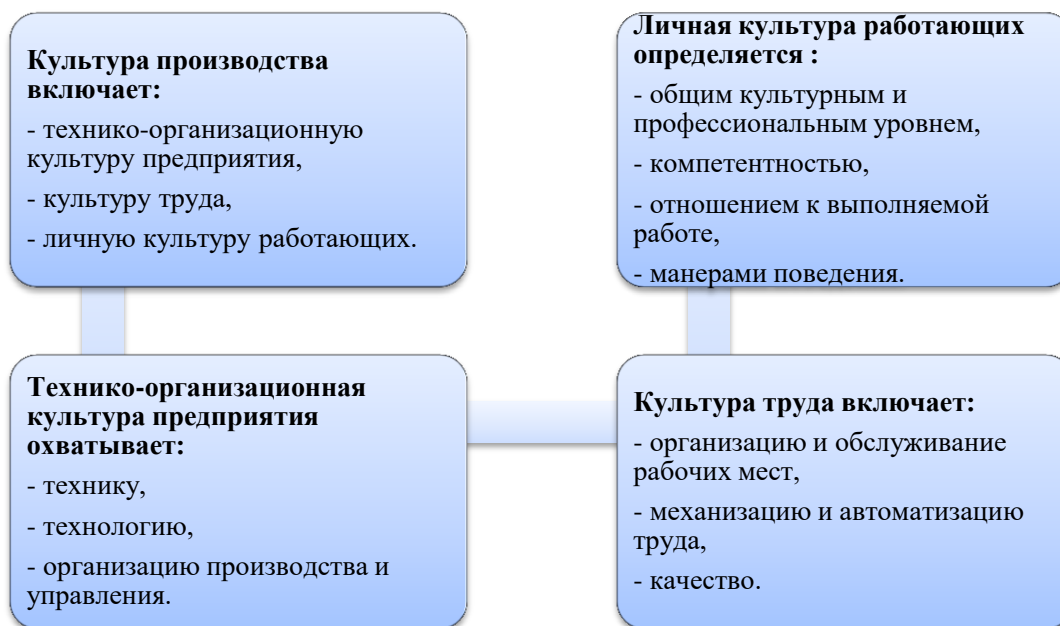 Культура производства
включает:
- технико-организационную
культуру предприятия,
- культуру труда,
- личную культуру работающих.
Технико-организационная
культура предприятия
охватывает:
- технику,
- технологию,
- организацию производства и
управления.
Культура труда включает:
- организацию и обслуживание
рабочих мест,
- механизацию и автоматизацию
труда,
- качество.
Личная культура работающих
определяется :
- общим культурным и
профессиональным уровнем,
- компетентностью,
- отношением к выполняемой
работе,
- манерами поведения.